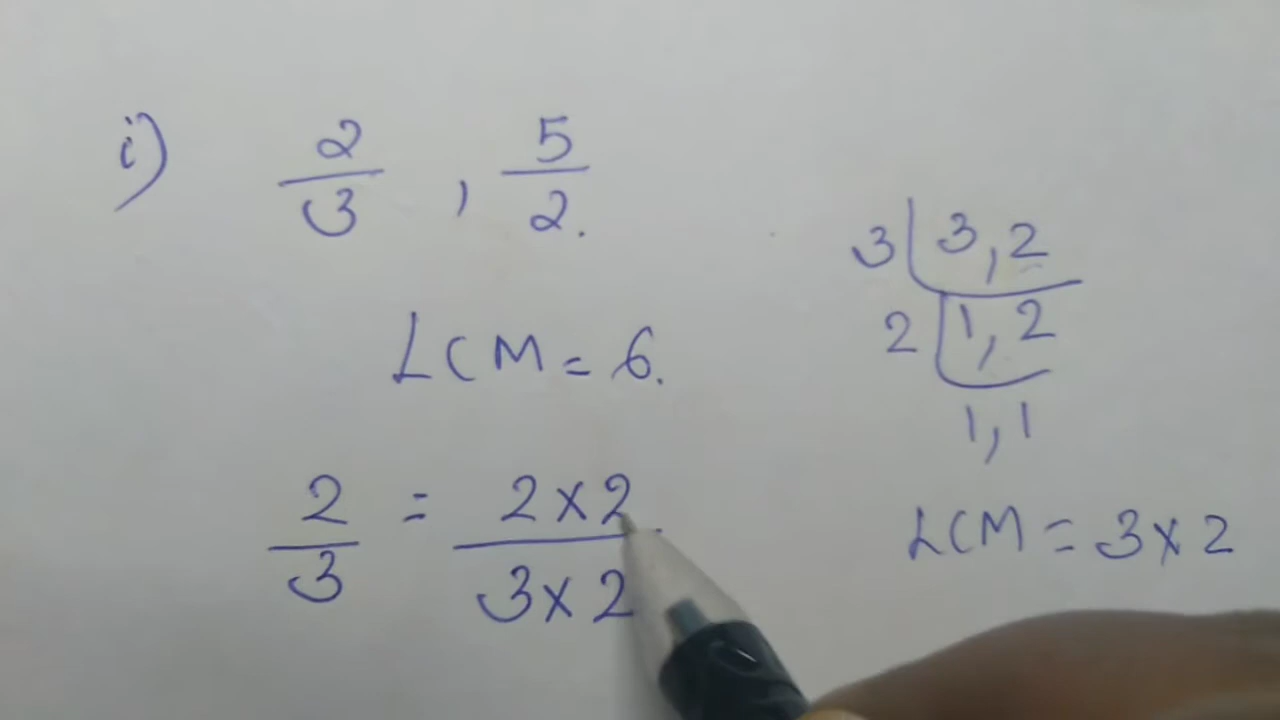 i) 2/3 , 5/2.
LCM = 6.
2/3 = 2×2/3×2
3 | 3, 2
2 | 1, 2
1, 1
LCM = 3×2